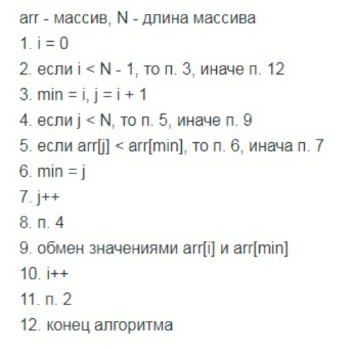 arr - массив, N - длина массива
1. i = 0
2. если i < N - 1, то п. 3, иначе п. 12
3. min = i, j = i + 1
4. если j < N, то п. 5, иначе п. 9
5. если arr[j] < arr[min], то п. 6, инача п. 7
6. min = j
7. j++
8. п. 4
9. обмен значениями arr[i] и arr[min]
10. i++
11. п. 2
12. конец алгоритма